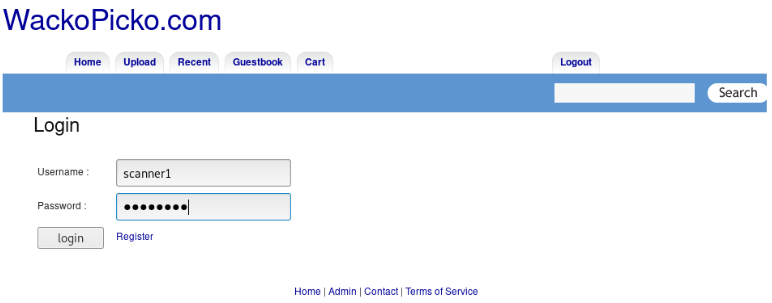 WackoPicko.com
Home Upload Recent Guestbook Cart Logout
Search
Login
Username : scanner1
Password : ●●●●●●●●
login Register
Home | Admin | Contact | Terms of Service